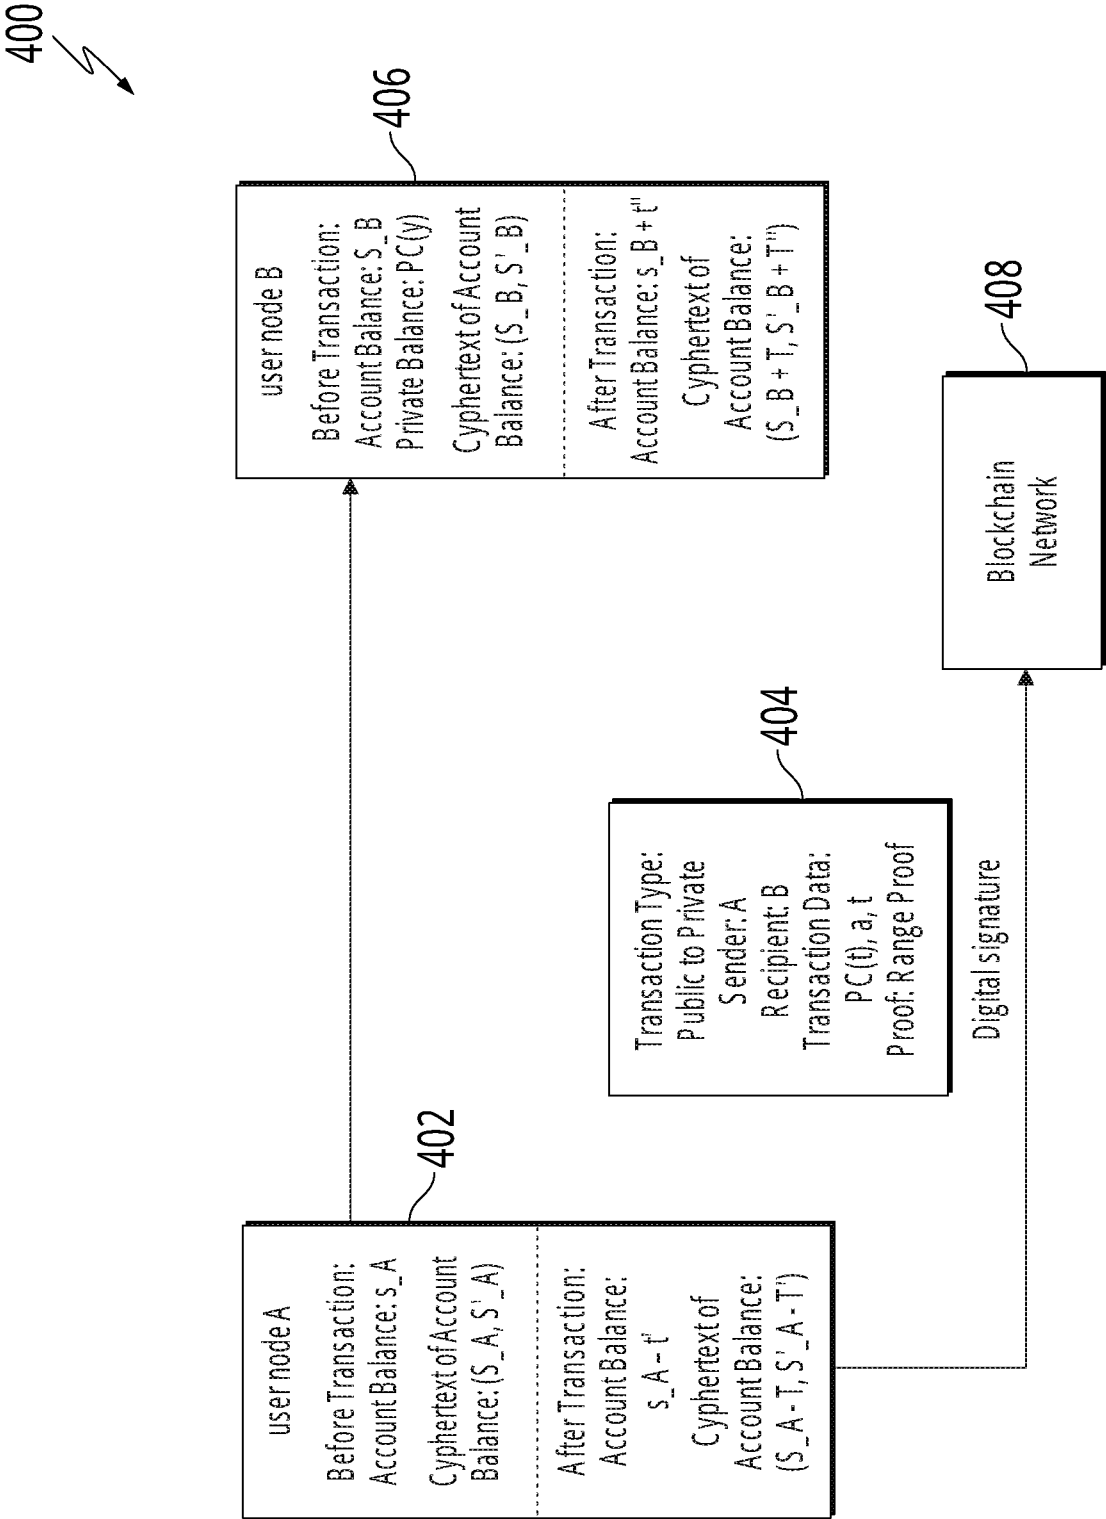 400
user node A
Before Transaction:
Account Balance: s_A
Cyphertext of Account
Balance: (S_A, S'_A)
After Transaction:
Account Balance:
s_A - t'
Cyphertext of
Account Balance:
(S_A - T, S'_A - T')
402
Transaction Type:
Public to Private
Sender: A
Recipient: B
Transaction Data:
PC(t), a, t
Proof: Range Proof
404
Digital signature
user node B
Before Transaction:
Account Balance: S_B
Private Balance: PC(y)
Cyphertext of Account
Balance: (S_B, S'_B)
After Transaction:
Account Balance: s_B + t"
Cyphertext of
Account Balance:
(S_B + T, S'_B + T")
406
Blockchain
Network
408